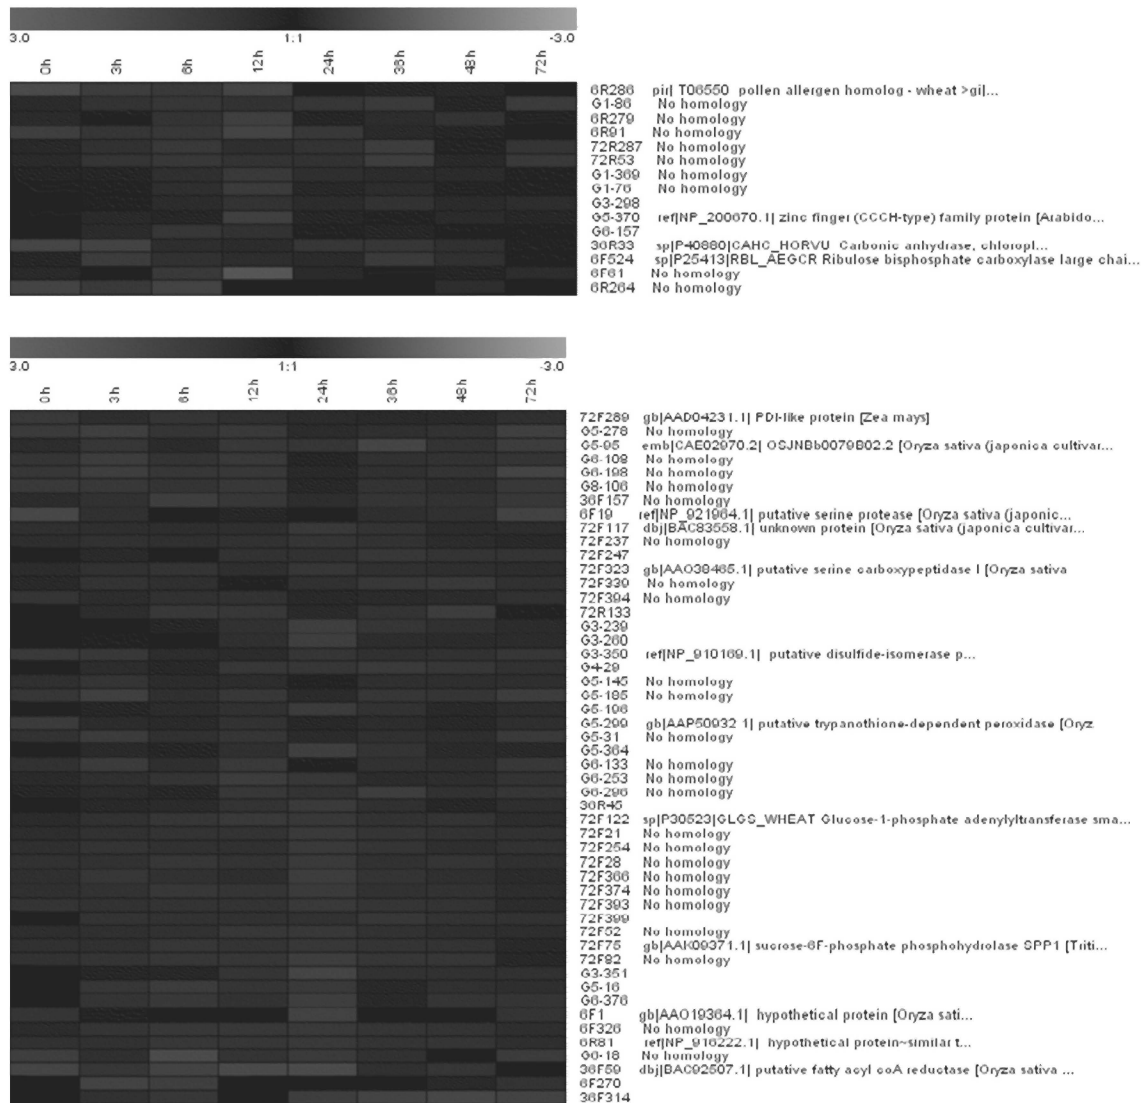 3.0 1:1 -3.0
0h 3h 6h 12h 24h 36h 48h 72h
6R286 pir| T06550 pollen allergen homolog - wheat >gi|...
G1-86 No homology
6R279 No homology
6R91 No homology
72R287 No homology
72R53 No homology
G1-369 No homology
G1-76 No homology
G3-298
G5-370 ref|NP_200670.1| zinc finger (CCCH-type) family protein [Arabido...
G6-157
36R33 sp|P40880|CAHC_HORVU Carbonic anhydrase, chloropl...
6F524 sp|P25413|RBL_AEGCR Ribulose bisphosphate carboxylase large chai...
6F61 No homology
6R264 No homology
3.0 1:1 -3.0
0h 3h 6h 12h 24h 36h 48h 72h
72F289 gb|AAD04231.1| PDI-like protein [Zea mays]
G5-278 No homology
G5-95 emb|CAE02970.2| OSJNBb0079B02.2 [Oryza sativa (japonica cultivar...
G6-109 No homology
G6-198 No homology
G8-106 No homology
36F157 No homology
6F19 ref|NP_921964.1| putative serine protease [Oryza sativa (japonic...
72F117 dbj|BAC83558.1| unknown protein [Oryza sativa (japonica cultivar...
72F237 No homology
72F247
72F323 gb|AAO38465.1| putative serine carboxypeptidase I [Oryza sativa
72F339 No homology
72F394 No homology
72R133
G3-239
G3-260
G3-350 ref|NP_910169.1| putative disulfide-isomerase p...
G4-29
G5-145 No homology
G5-185 No homology
G5-196
G5-299 gb|AAP50932 1| putative trypanothione-dependent peroxidase [Oryz
G5-31 No homology
G5-364
G6-133 No homology
G6-253 No homology
G6-296 No homology
36R45
72F122 sp|P30523|GLGS_WHEAT Glucose-1-phosphate adenylyltransferase sma...
72F21 No homology
72F254 No homology
72F28 No homology
72F366 No homology
72F374 No homology
72F393 No homology
72F399
72F52 No homology
72F75 gb|AAK09371.1| sucrose-6F-phosphate phosphohydrolase SPP1 [Triti...
72F82 No homology
G3-351
G5-16
G6-376
6F1 gb|AAO19364.1| hypothetical protein [Oryza sati...
6F326 No homology
6R81 ref|NP_916222.1| hypothetical protein~similar t...
G6-18 No homology
36F59 dbj|BAC92507.1| putative fatty acyl coA reductase [Oryza sativa ...
6F270
36F314